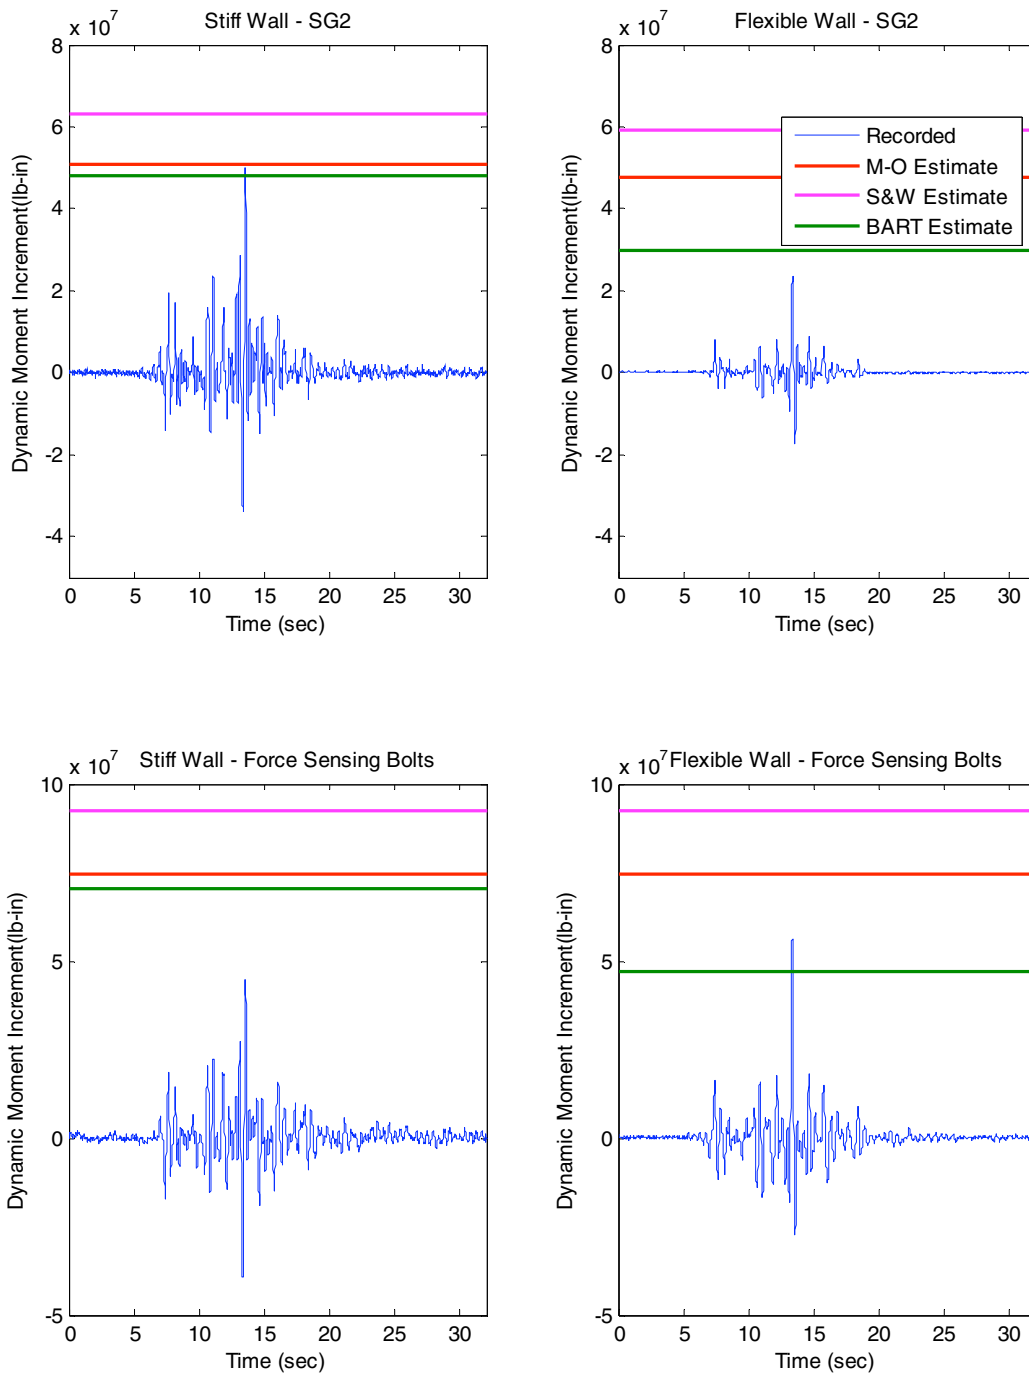 Stiff Wall - SG2
x 10^7
8
6
4
2
0
-2
-4
Dynamic Moment Increment(lb-in)
0 5 10 15 20 25 30
Time (sec)
Flexible Wall - SG2
x 10^7
8
6
4
2
0
-2
-4
Dynamic Moment Increment(lb-in)
Recorded
M-O Estimate
S&W Estimate
BART Estimate
0 5 10 15 20 25 30
Time (sec)
Stiff Wall - Force Sensing Bolts
x 10^7
10
5
0
-5
Dynamic Moment Increment(lb-in)
0 5 10 15 20 25 30
Time (sec)
Flexible Wall - Force Sensing Bolts
x 10^7
10
5
0
-5
Dynamic Moment Increment(lb-in)
0 5 10 15 20 25 30
Time (sec)